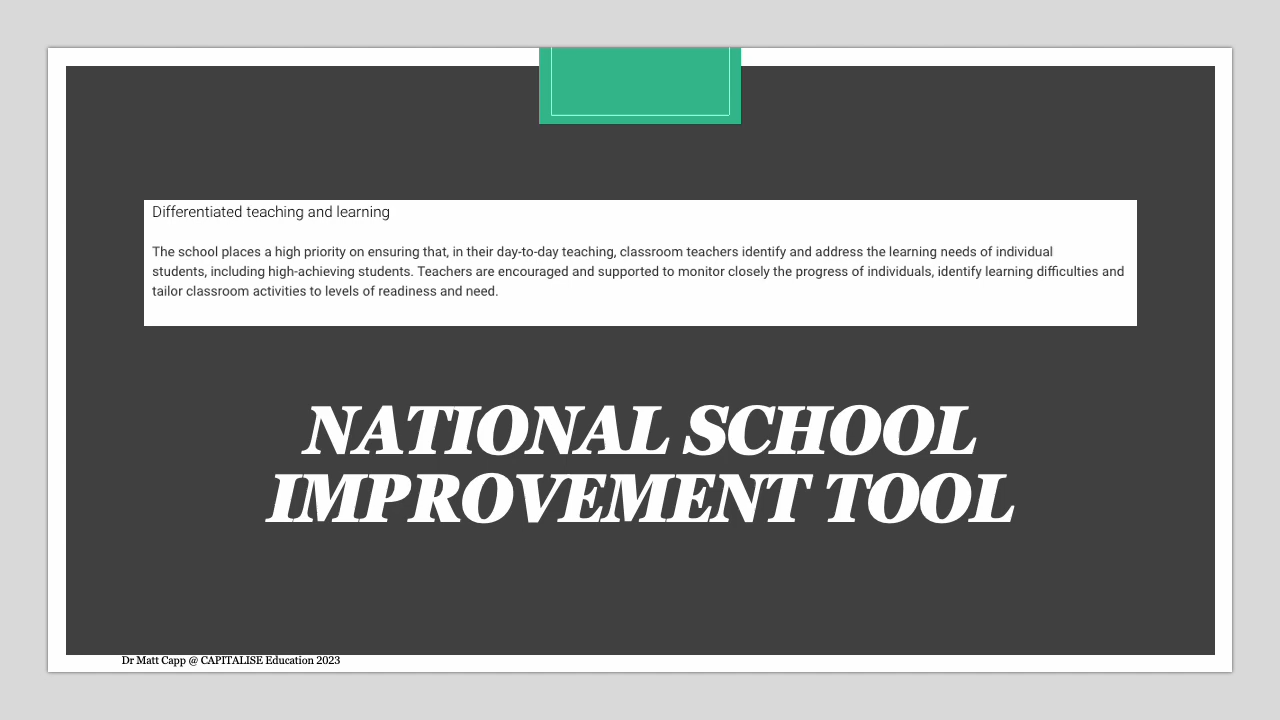 Differentiated teaching and learning
The school places a high priority on ensuring that, in their day-to-day teaching, classroom teachers identify and address the learning needs of individual
students, including high-achieving students. Teachers are encouraged and supported to monitor closely the progress of individuals, identify learning difficulties and
tailor classroom activities to levels of readiness and need.
NATIONAL SCHOOL
IMPROVEMENT TOOL
Dr Matt Capp @ CAPITALISE Education 2023